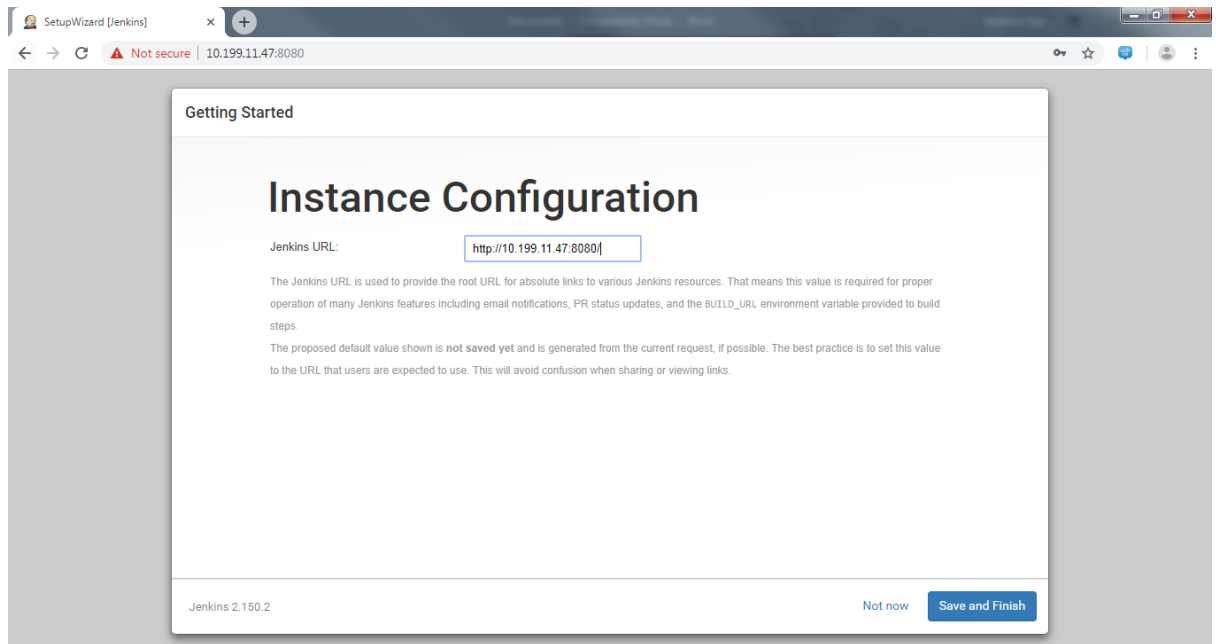 SetupWizard [Jenkins]
Not secure | 10.199.11.47:8080
Getting Started
Instance Configuration
Jenkins URL:
http://10.199.11.47:8080/
The Jenkins URL is used to provide the root URL for absolute links to various Jenkins resources. That means this value is required for proper
operation of many Jenkins features including email notifications, PR status updates, and the BUILD_URL environment variable provided to build
steps.
The proposed default value shown is not saved yet and is generated from the current request, if possible. The best practice is to set this value
to the URL that users are expected to use. This will avoid confusion when sharing or viewing links.
Jenkins 2.150.2
Not now
Save and Finish